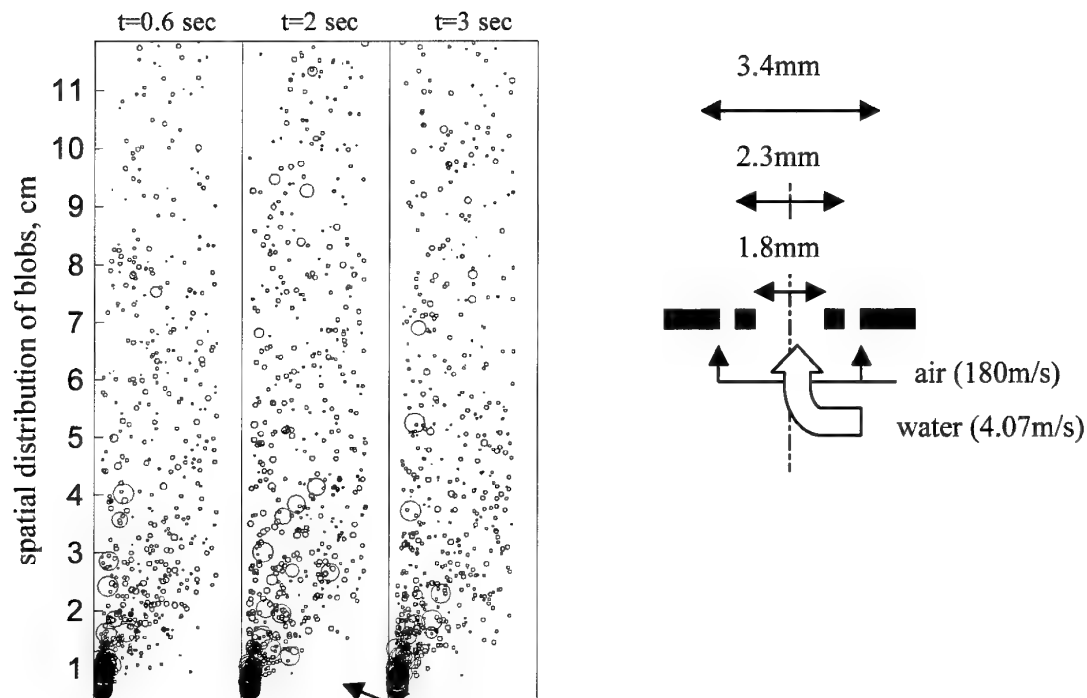 t=0.6 sec
t=2 sec
t=3 sec
spatial distribution of blobs, cm
11
10
9
8
7
6
5
4
3
2
1
3.4mm
2.3mm
1.8mm
air (180m/s)
water (4.07m/s)